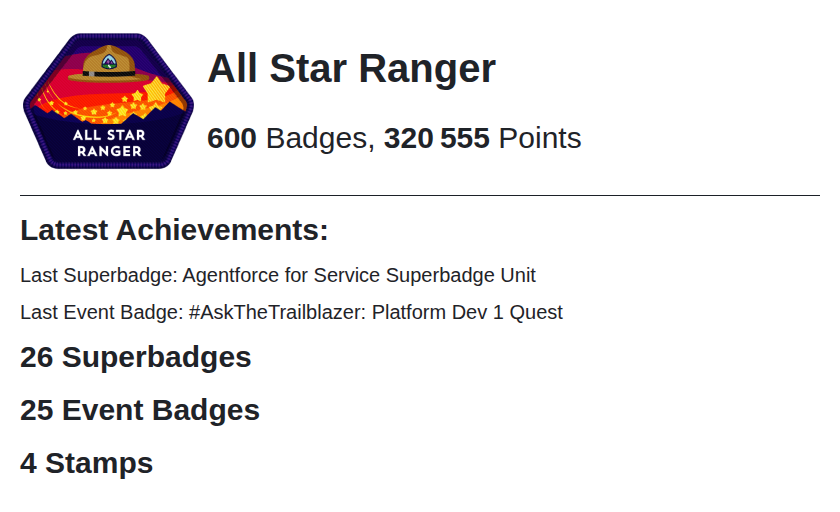 All Star Ranger
600 Badges, 320 555 Points
ALL STAR
RANGER
Latest Achievements:
Last Superbadge: Agentforce for Service Superbadge Unit
Last Event Badge: #AskTheTrailblazer: Platform Dev 1 Quest
26 Superbadges
25 Event Badges
4 Stamps